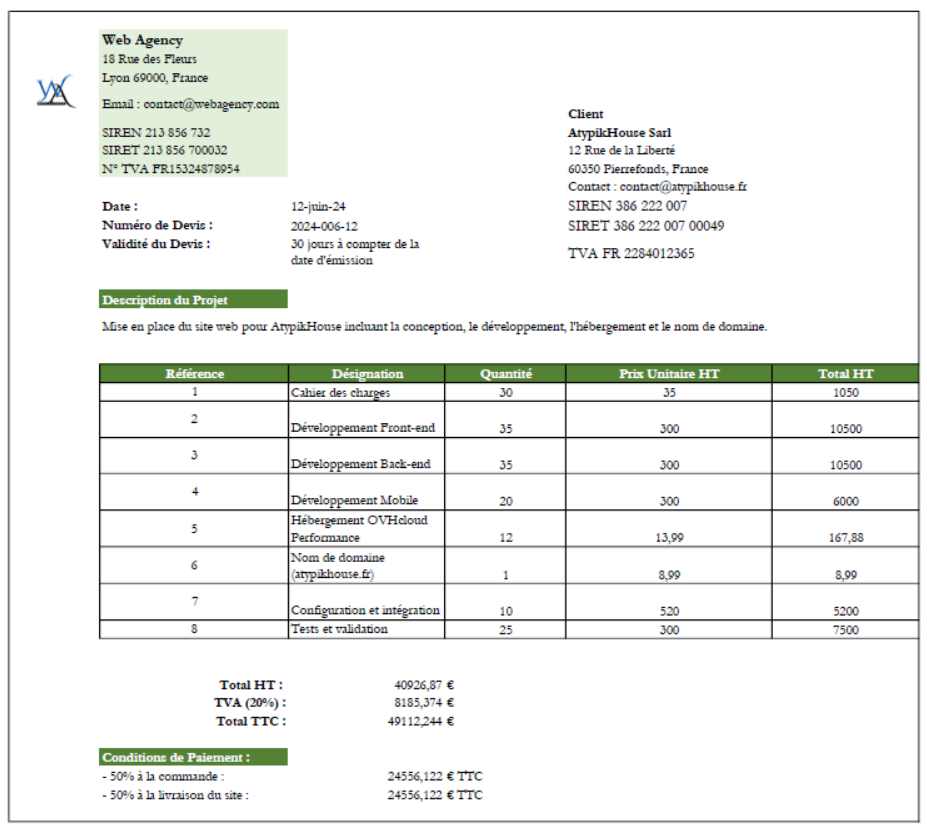 Web Agency
18 Rue des Fleurs
Lyon 69000, France
Email : contact@webagency.com
SIREN 213 856 732
SIRET 213 856 700032
N° TVA FR15324878954
Client
AtypikHouse Sarl
12 Rue de la Liberté
60350 Pierrefonds, France
Contact : contact@atypikhouse.fr
SIREN 386 222 007
SIRET 386 222 007 00049
TVA FR 2284012365
Date : 12-juin-24
Numéro de Devis : 2024-006-12
Validité du Devis : 30 jours à compter de la
date d'émission
Description du Projet
Mise en place du site web pour AtypikHouse incluant la conception, le développement, l'hébergement et le nom de domaine.
Référence Désignation Quantité Prix Unitaire HT Total HT
1 Cahier des charges 30 35 1050
2 Développement Front-end 35 300 10500
3 Développement Back-end 35 300 10500
4 Développement Mobile 20 300 6000
5 Hébergement OVHcloud
Performance 12 13,99 167,88
6 Nom de domaine
(atypikhouse.fr) 1 8,99 8,99
7 Configuration et intégration 10 520 5200
8 Tests et validation 25 300 7500
Total HT : 40926,87 €
TVA (20%) : 8185,374 €
Total TTC : 49112,244 €
Conditions de Paiement :
- 50% à la commande : 24556,122 € TTC
- 50% à la livraison du site : 24556,122 € TTC